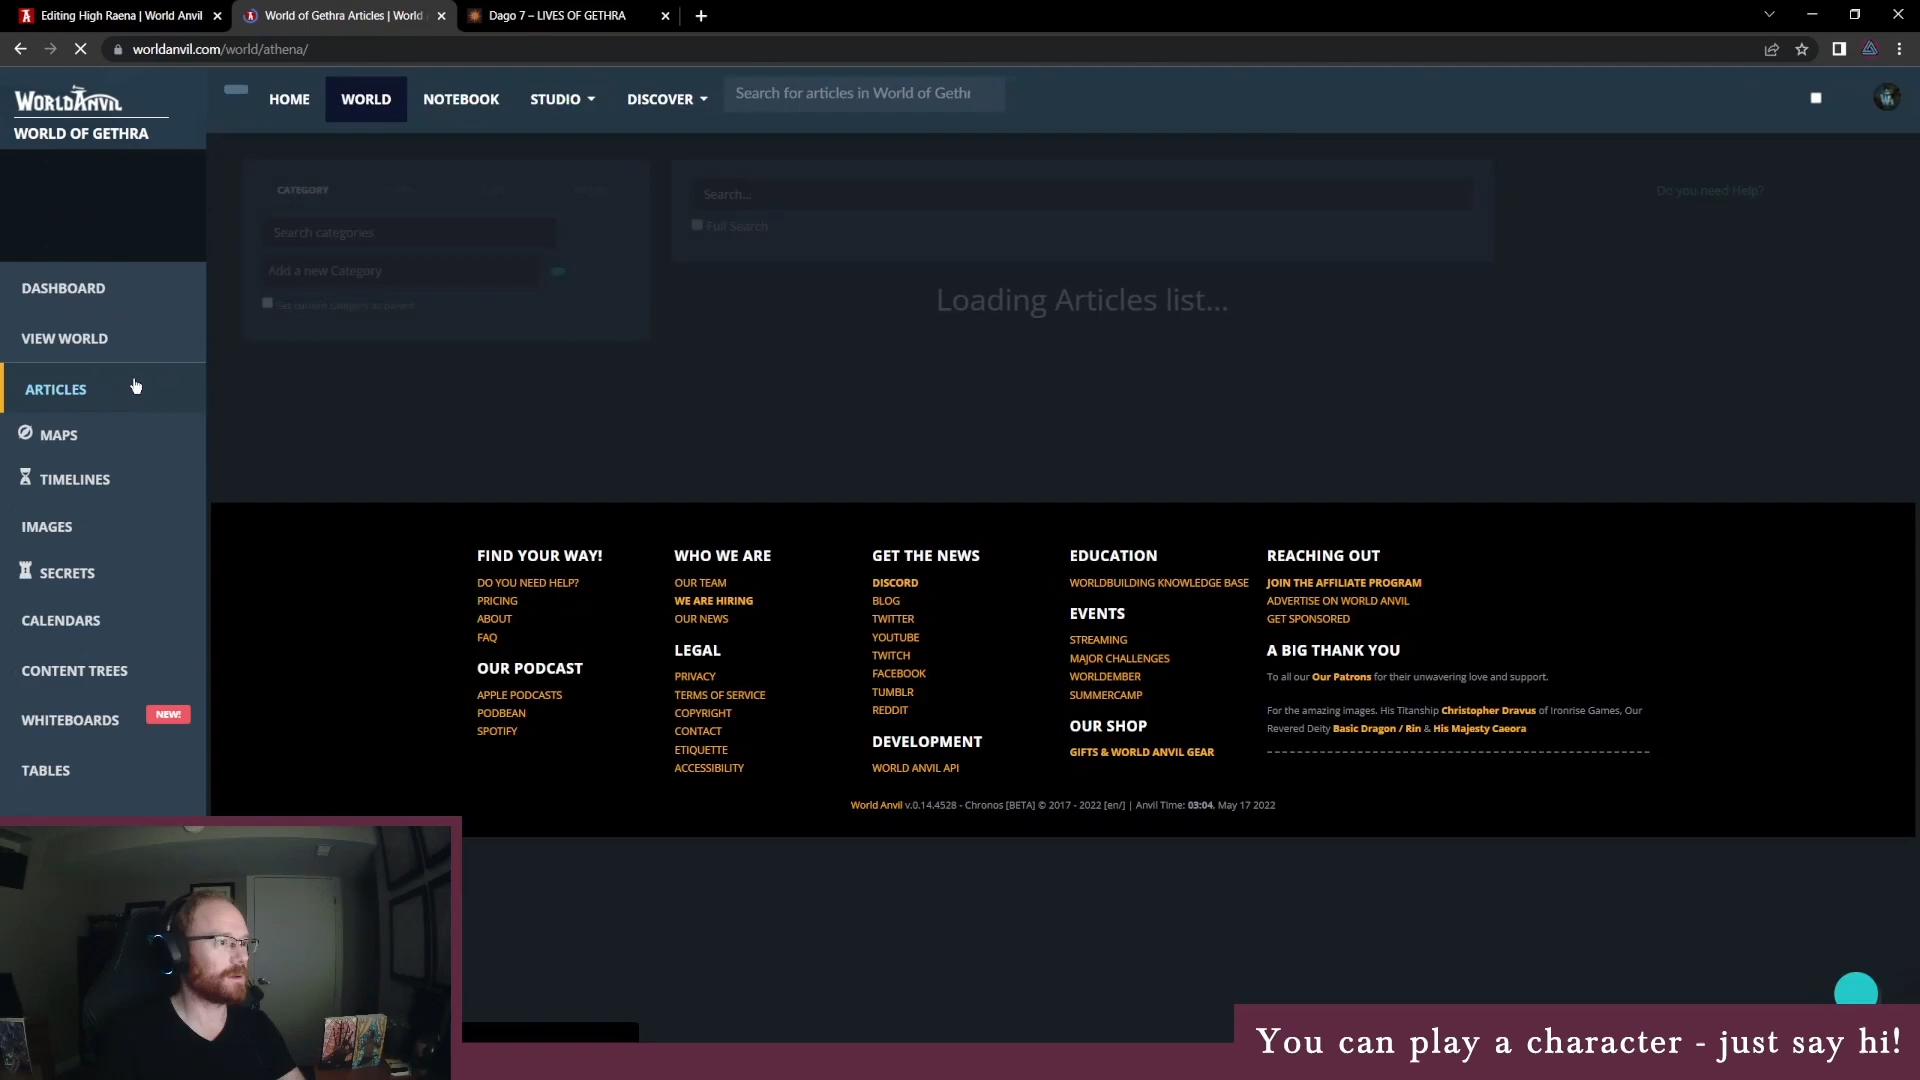 Editing High Raena | World Anvil
World of Gethra Articles | World
Dago 7 – LIVES OF GETHRA
worldanvil.com/world/athena/
WORLDANVIL
WORLD OF GETHRA
HOME
WORLD
NOTEBOOK
STUDIO
DISCOVER
Search for articles in World of Geth
DASHBOARD
VIEW WORLD
ARTICLES
MAPS
TIMELINES
IMAGES
SECRETS
CALENDARS
CONTENT TREES
WHITEBOARDS
NEW!
TABLES
CATEGORY
Search categories
Add a new Category
Set current category as parent
Search...
Full Search
Loading Articles list...
Do you need Help?
FIND YOUR WAY!
DO YOU NEED HELP?
PRICING
ABOUT
FAQ
OUR PODCAST
APPLE PODCASTS
PODBEAN
SPOTIFY
WHO WE ARE
OUR TEAM
WE ARE HIRING
OUR NEWS
LEGAL
PRIVACY
TERMS OF SERVICE
COPYRIGHT
CONTACT
ETIQUETTE
ACCESSIBILITY
GET THE NEWS
DISCORD
BLOG
TWITTER
YOUTUBE
TWITCH
FACEBOOK
TUMBLR
REDDIT
DEVELOPMENT
WORLD ANVIL API
EDUCATION
WORLDBUILDING KNOWLEDGE BASE
EVENTS
STREAMING
MAJOR CHALLENGES
WORLDEMBER
SUMMERCAMP
OUR SHOP
GIFTS & WORLD ANVIL GEAR
REACHING OUT
JOIN THE AFFILIATE PROGRAM
ADVERTISE ON WORLD ANVIL
GET SPONSORED
A BIG THANK YOU
To all our Our Patrons for their unwavering love and support.
For the amazing images. His Titanship Christopher Dravus of Ironrise Games, Our
Revered Deity Basic Dragon / Rin & His Majesty Caeora
World Anvil v.0.14.4528 - Chronos [BETA] © 2017 - 2022 [en/] | Anvil Time: 03:04, May 17 2022
You can play a character - just say hi!